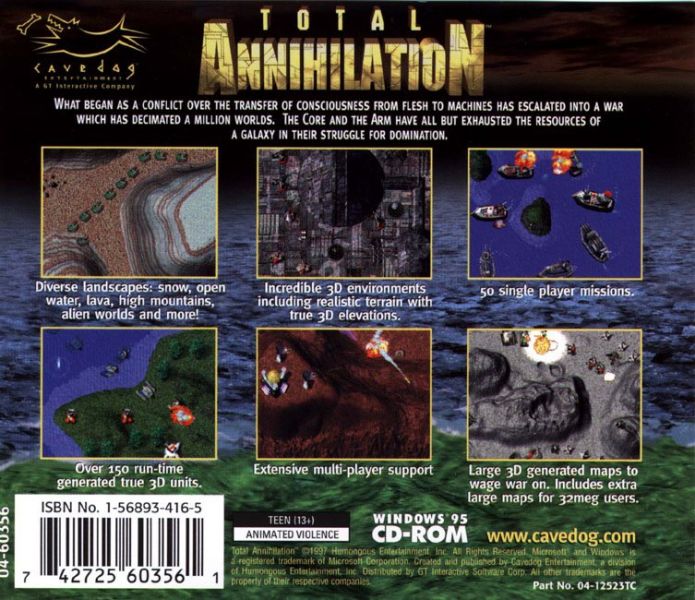 TOTAL
ANNIHILATION™
cavedog
ENTERTAINMENT
A GT Interactive Company
WHAT BEGAN AS A CONFLICT OVER THE TRANSFER OF CONSCIOUSNESS FROM FLESH TO MACHINES HAS ESCALATED INTO A WAR
WHICH HAS DECIMATED A MILLION WORLDS. THE CORE AND THE ARM HAVE ALL BUT EXHAUSTED THE RESOURCES OF
A GALAXY IN THEIR STRUGGLE FOR DOMINATION.
Diverse landscapes: snow, open
water, lava, high mountains,
alien worlds and more!
Incredible 3D environments
including realistic terrain with
true 3D elevations.
50 single player missions.
Over 150 run-time
generated true 3D units.
Extensive multi-player support
Large 3D generated maps to
wage war on. Includes extra
large maps for 32meg users.
04-60356
ISBN No. 1-56893-416-5
7 42725 60356 1
TEEN (13+)
ANIMATED VIOLENCE
WINDOWS® 95
CD-ROM
www.cavedog.com
Total Annihilation™ ©1997 Humongous Entertainment, Inc. All Rights Reserved. Microsoft® and Windows® is
a registered trademark of Microsoft Corporation. Created and published by Cavedog Entertainment, a division
of Humongous Entertainment, Inc. Distributed by GT Interactive Software Corp. All other trademarks are the
property of their respective companies.
Part No. 04-12523TC